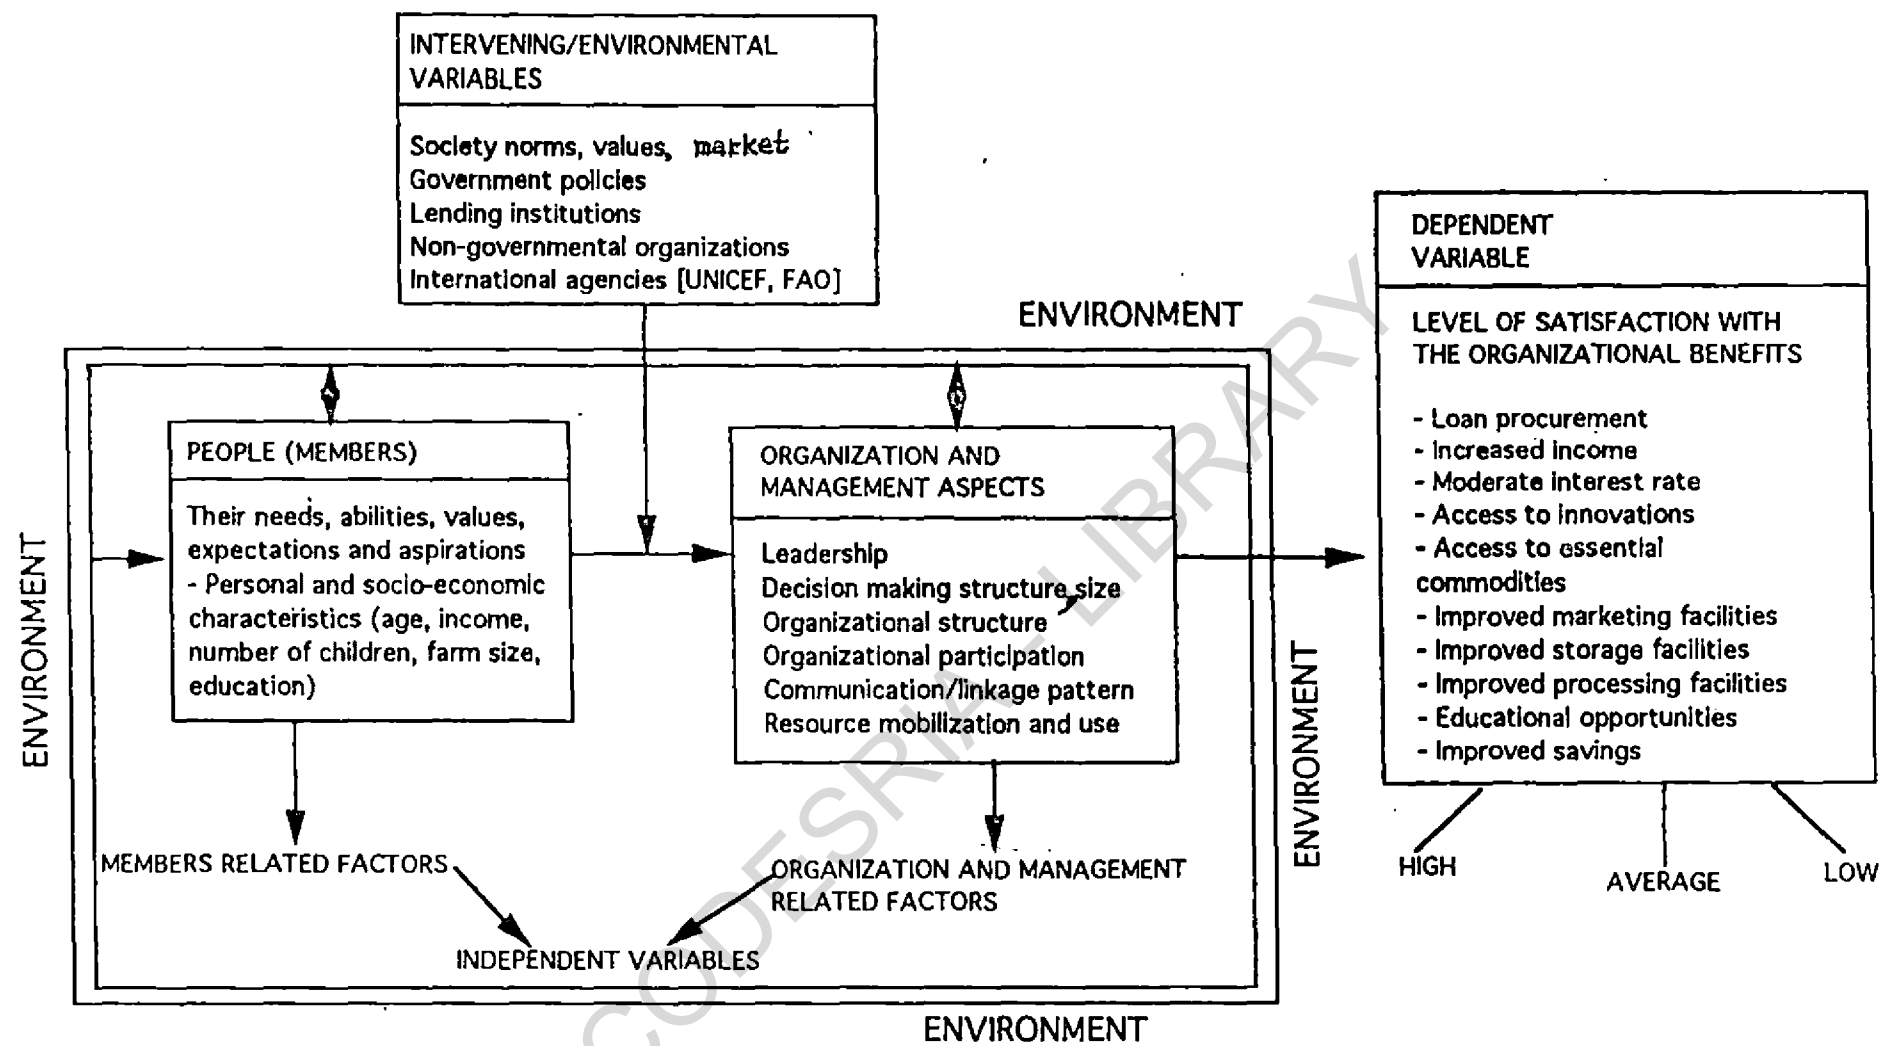 INTERVENING/ENVIRONMENTAL
VARIABLES
Society norms, values, market
Government policies
Lending institutions
Non-governmental organizations
International agencies [UNICEF, FAO]
ENVIRONMENT
ENVIRONMENT
PEOPLE (MEMBERS)
Their needs, abilities, values,
expectations and aspirations
- Personal and socio-economic
characteristics (age, income,
number of children, farm size,
education)
MEMBERS RELATED FACTORS
ORGANIZATION AND
MANAGEMENT ASPECTS
Leadership
Decision making structure, size
Organizational structure
Organizational participation
Communication/linkage pattern
Resource mobilization and use
ORGANIZATION AND MANAGEMENT
RELATED FACTORS
INDEPENDENT VARIABLES
ENVIRONMENT
ENVIRONMENT
DEPENDENT
VARIABLE
LEVEL OF SATISFACTION WITH
THE ORGANIZATIONAL BENEFITS
- Loan procurement
- Increased income
- Moderate interest rate
- Access to innovations
- Access to essential
commodities
- Improved marketing facilities
- Improved storage facilities
- Improved processing facilities
- Educational opportunities
- Improved savings
HIGH
AVERAGE
LOW
CODESRIA - LIBRARY